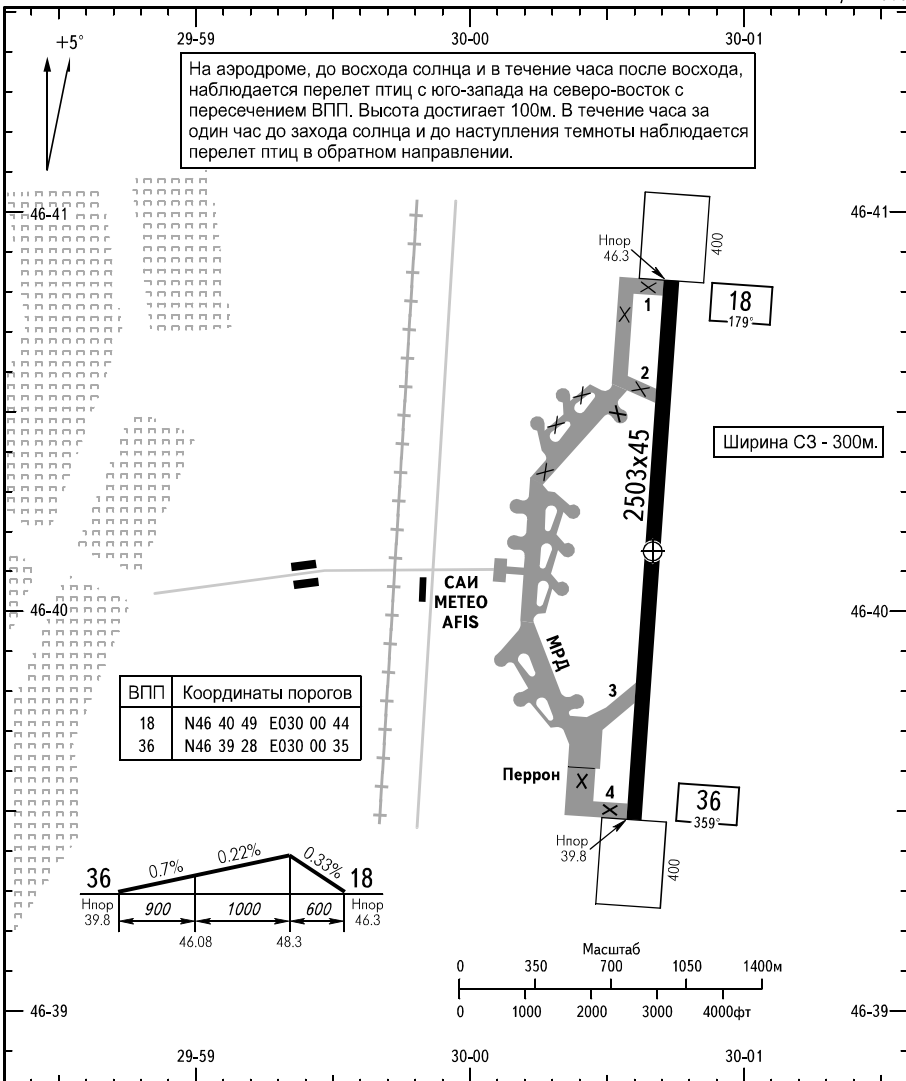 29-59
30-00
30-01
+5°
На аэродроме, до восхода солнца и в течение часа после восхода,
наблюдается перелет птиц с юго-запада на северо-восток с
пересечением ВПП. Высота достигает 100м. В течение часа за
один час до захода солнца и до наступления темноты наблюдается
перелет птиц в обратном направлении.
46-41
46-41
Нпор
46.3
400
18
179°
1
2
2503x45
Ширина СЗ - 300м.
САИ
МЕТЕО
AFIS
46-40
46-40
МРД
3
ВПП Координаты порогов
18 N46 40 49 E030 00 44
36 N46 39 28 E030 00 35
Перрон
4
36
359°
Нпор
39.8
400
0.7%
0.22%
0.33%
36
18
Нпор
39.8
900
1000
600
Нпор
46.3
46.08
48.3
Масштаб
0 350 700 1050 1400м
0 1000 2000 3000 4000фт
46-39
46-39
29-59
30-00
30-01